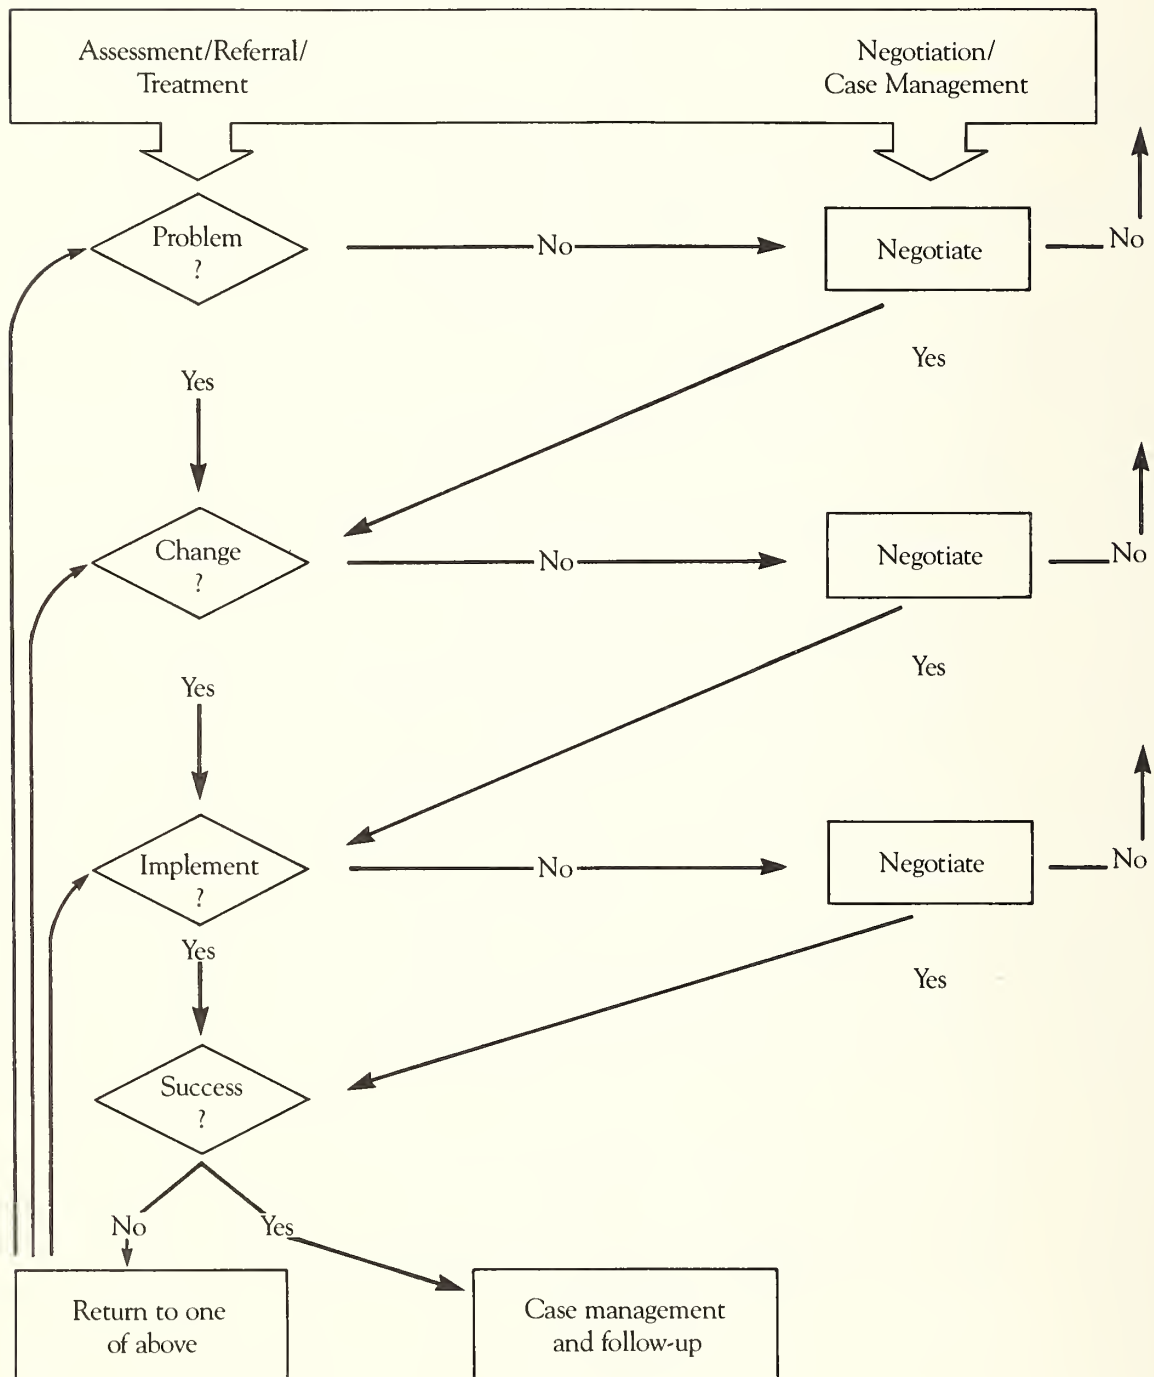 Assessment/Referral/
Treatment
Negotiation/
Case Management
Problem
?
No
Negotiate
No
Yes
Yes
Change
?
No
Negotiate
No
Yes
Yes
Implement
?
No
Negotiate
No
Yes
Yes
Success
?
No
Yes
Return to one
of above
Case management
and follow-up